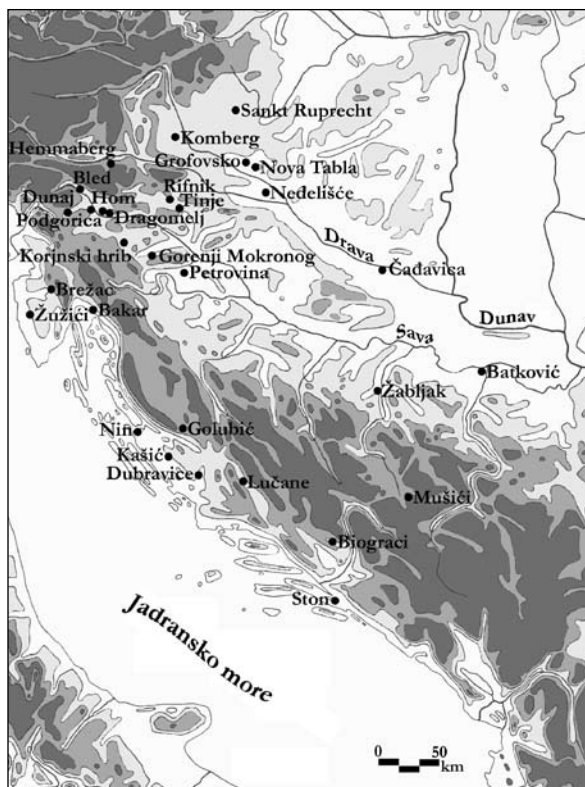 Sankt Ruprecht
Komberg
Hemmaberg
Grofovsko
Nova Tabla
Bled
Rifnik
Nedelišće
Dunaj
Hom
Tinje
Podgorica
Dragomelj
Korjnski hrib
Gorenji Mokronog
Drava
Petrovina
Čađavica
Brežac
Žužići
Bakar
Sava
Dunav
Batković
Žabljak
Nin
Golubić
Kašić
Dubravice
Lučane
Mušići
Biograci
Ston
Jadransko more
0 50
km